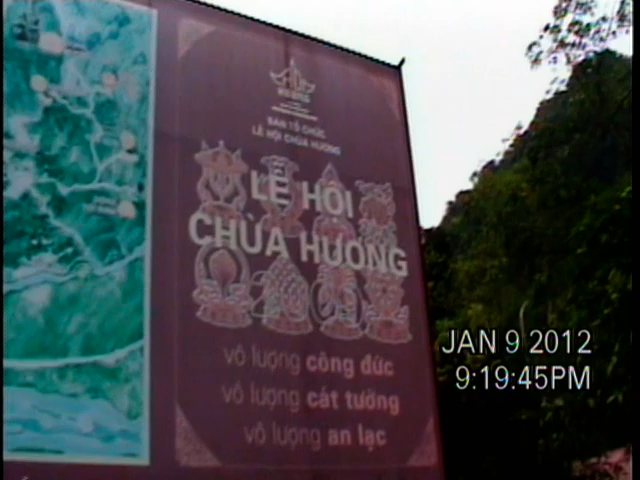 BAN TỔ CHỨC
LỄ HỘI CHÙA HƯƠNG
LỄ HỘI
CHÙA HƯƠNG
vô lượng công đức
vô lượng cát tường
vô lượng an lạc
JAN 9 2012
9:19:45PM